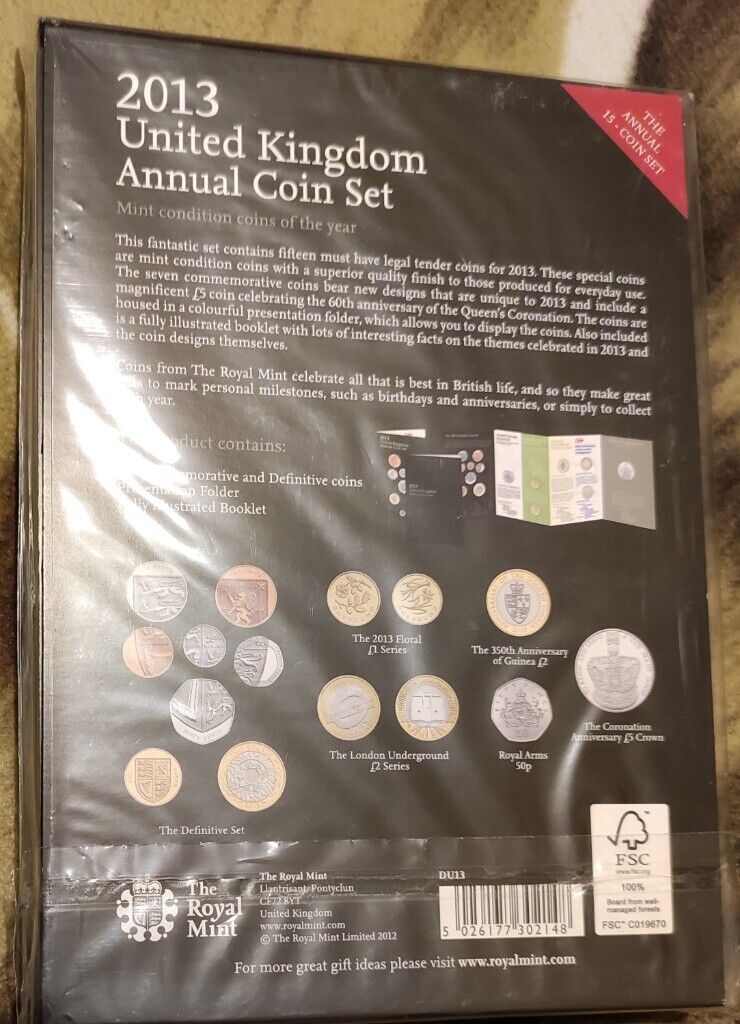 2013
United Kingdom
Annual Coin Set
Mint condition coins of the year
THE
ANNUAL
15 - COIN SET
This fantastic set contains fifteen must have legal tender coins for 2013. These special coins
are mint condition coins with a superior quality finish to those produced for everyday use.
The seven commemorative coins bear new designs that are unique to 2013 and include a
magnificent £5 coin celebrating the 60th anniversary of the Queen's Coronation. The coins are
housed in a colourful presentation folder, which allows you to display the coins. Also included
is a fully illustrated booklet with lots of interesting facts on the themes celebrated in 2013 and
the coin designs themselves.
Coins from The Royal Mint celebrate all that is best in British life, and so they make great
to mark personal milestones, such as birthdays and anniversaries, or simply to collect
year.
product contains:
and Definitive coins
Presentation Folder
Fully Illustrated Booklet
The 2013 Floral
£1 Series
The 350th Anniversary
of Guinea £2
The London Underground
£2 Series
Royal Arms
50p
The Coronation
Anniversary £5 Crown
The Definitive Set
The
Royal
Mint
The Royal Mint
Llantrisant, Pontyclun
CF72 8YT
United Kingdom
www.royalmint.com
© The Royal Mint Limited 2012
DU13
5 026177 302148
FSC
www.fsc.org
100%
Board from well-
managed forests
FSC™ C019670
For more great gift ideas please visit www.royalmint.com